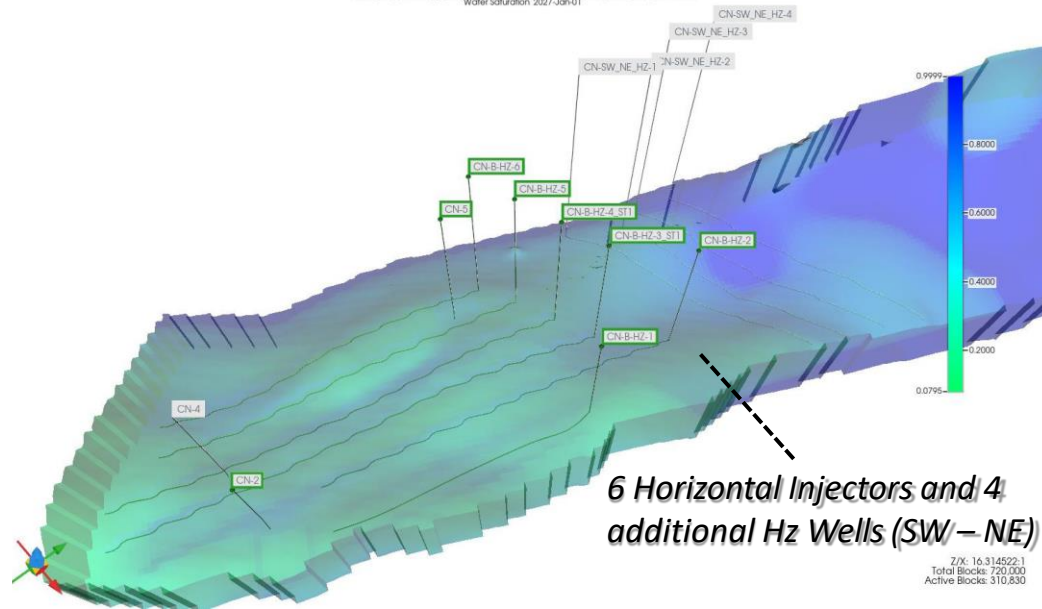 Water Saturation 2027-Jan-01
CN-SW_NE_HZ-4
CN-SW_NE_HZ-3
CN-SW_NE_HZ-1
CN-SW_NE_HZ-2
0.9999
0.8000
CN-B-HZ-6
CN-B-HZ-5
CN-5
CN-B-HZ-4_ST1
0.6000
CN-B-HZ-3_ST1
CN-B-HZ-2
0.4000
CN-B-HZ-1
0.2000
0.0795
CN-4
CN-2
6 Horizontal Injectors and 4
additional Hz Wells (SW – NE)
Z/X: 16.314522:1
Total Blocks: 720,000
Active Blocks: 310,830